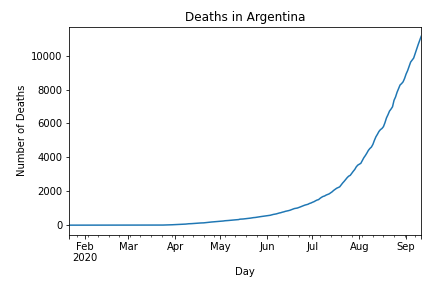 Deaths in Argentina
Number of Deaths
10000
8000
6000
4000
2000
0
Feb Mar Apr May Jun Jul Aug Sep
2020
Day